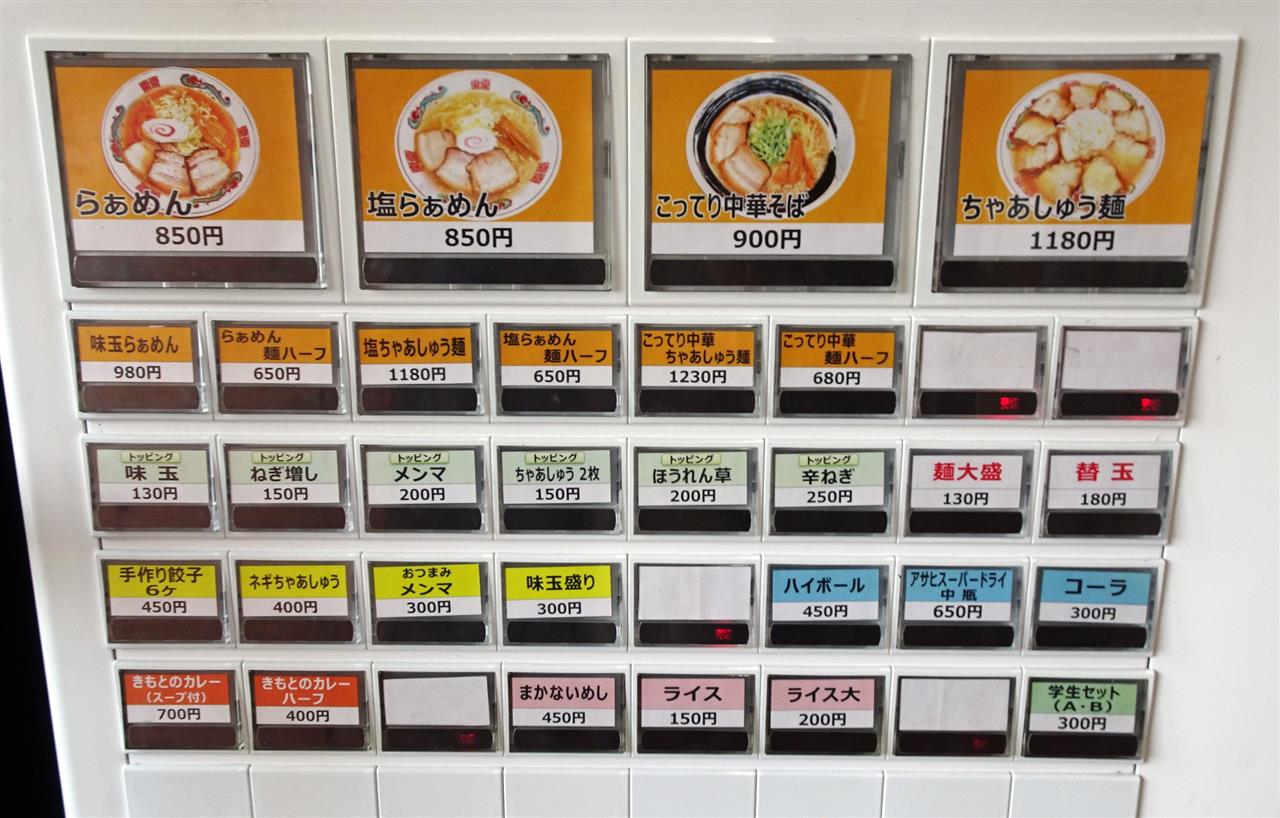 らぁめん
850円
塩らぁめん
850円
こってり中華そば
900円
ちゃあしゅう麺
1180円
味玉らぁめん
980円
らぁめん
麺ハーフ
650円
塩ちゃあしゅう麺
1180円
塩らぁめん
麺ハーフ
650円
こってり中華
ちゃあしゅう麺
1230円
こってり中華
麺ハーフ
680円
売切
売切
トッピング
味玉
130円
トッピング
ねぎ増し
150円
トッピング
メンマ
200円
トッピング
ちゃあしゅう 2枚
150円
トッピング
ほうれん草
200円
トッピング
辛ねぎ
250円
麺大盛
130円
替玉
180円
手作り餃子
6ケ
450円
ネギちゃあしゅう
400円
おつまみ
メンマ
300円
味玉盛り
300円
売切
ハイボール
450円
アサヒスーパードライ
中瓶
650円
コーラ
300円
きもとのカレー
(スープ付)
700円
きもとのカレー
ハーフ
400円
売切
まかないめし
450円
ライス
150円
ライス大
200円
売切
学生セット
(A・B)
300円